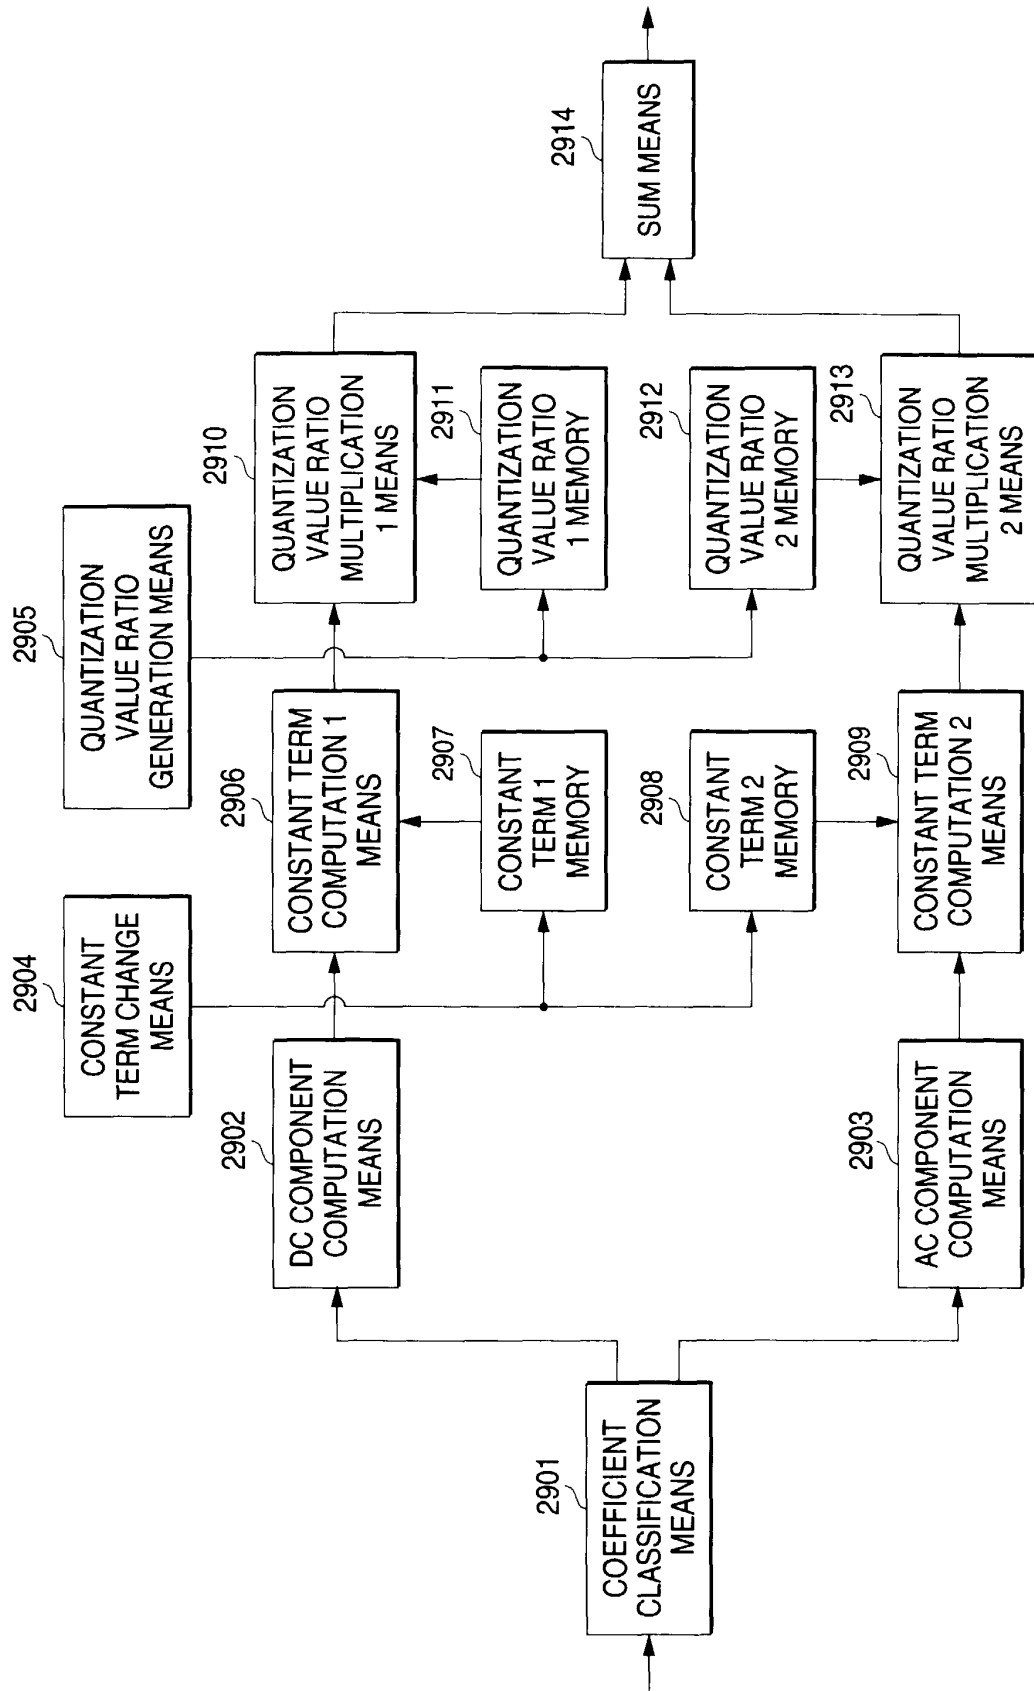 2901
COEFFICIENT
CLASSIFICATION
MEANS
2902
DC COMPONENT
COMPUTATION
MEANS
2903
AC COMPONENT
COMPUTATION
MEANS
2904
CONSTANT
TERM CHANGE
MEANS
2905
QUANTIZATION
VALUE RATIO
GENERATION MEANS
2906
CONSTANT TERM
COMPUTATION 1
MEANS
2907
CONSTANT
TERM 1
MEMORY
2908
CONSTANT
TERM 2
MEMORY
2909
CONSTANT TERM
COMPUTATION 2
MEANS
2910
QUANTIZATION
VALUE RATIO
MULTIPLICATION
1 MEANS
2911
QUANTIZATION
VALUE RATIO
1 MEMORY
2912
QUANTIZATION
VALUE RATIO
2 MEMORY
2913
QUANTIZATION
VALUE RATIO
MULTIPLICATION
2 MEANS
2914
SUM MEANS